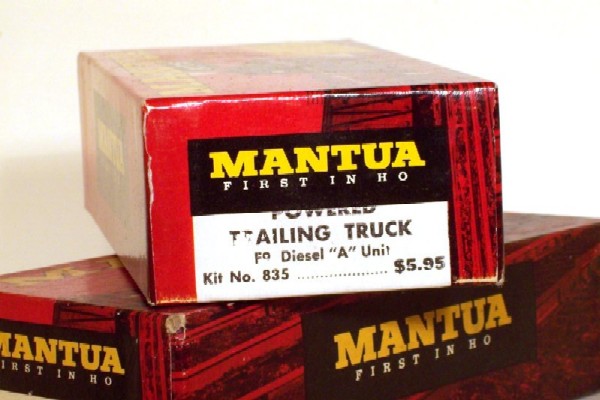 MANTUA
FIRST IN HO
POWERED
TRAILING TRUCK
F9 Diesel "A" Unit
Kit No. 835 .................... $5.95
MANTUA
FIRST IN HO
MANTUA
FIRST IN HO